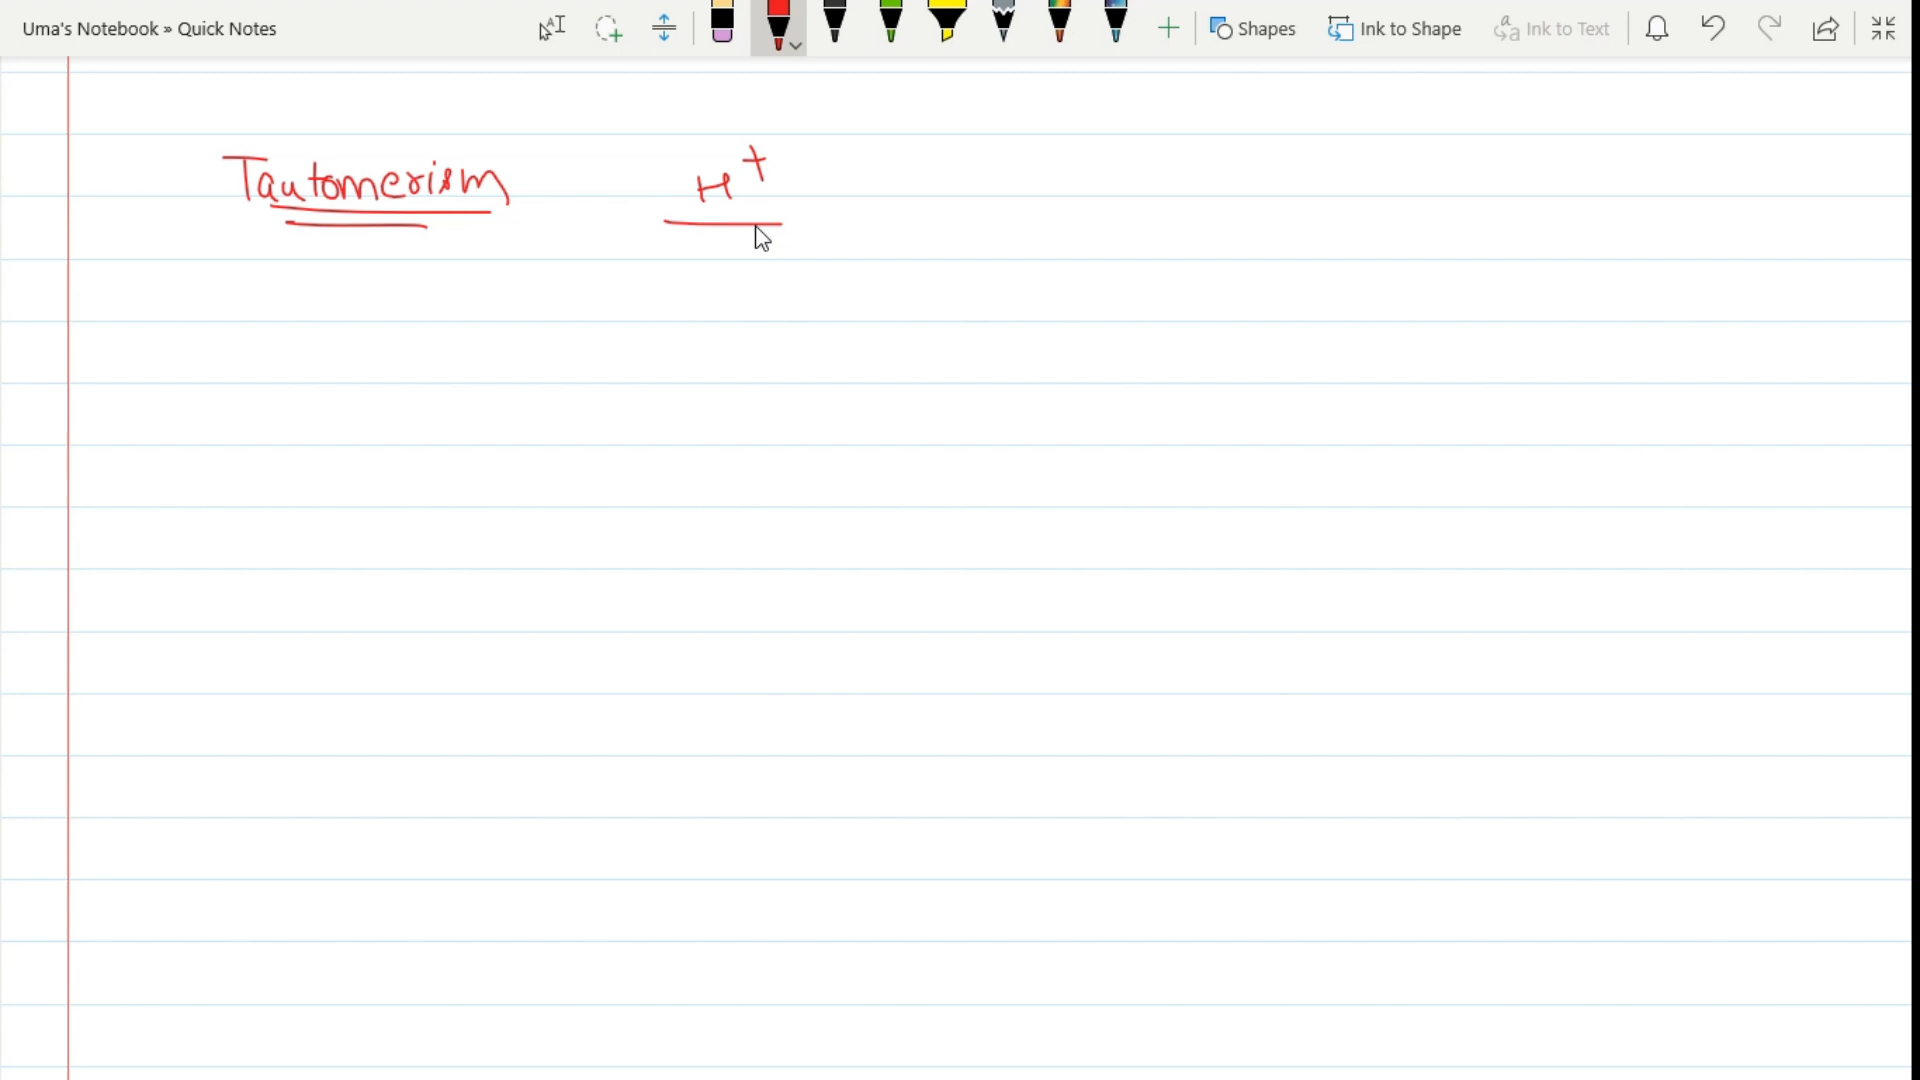 Uma's Notebook » Quick Notes
Shapes
Ink to Shape
Ink to Text
Tautomerism H⁺